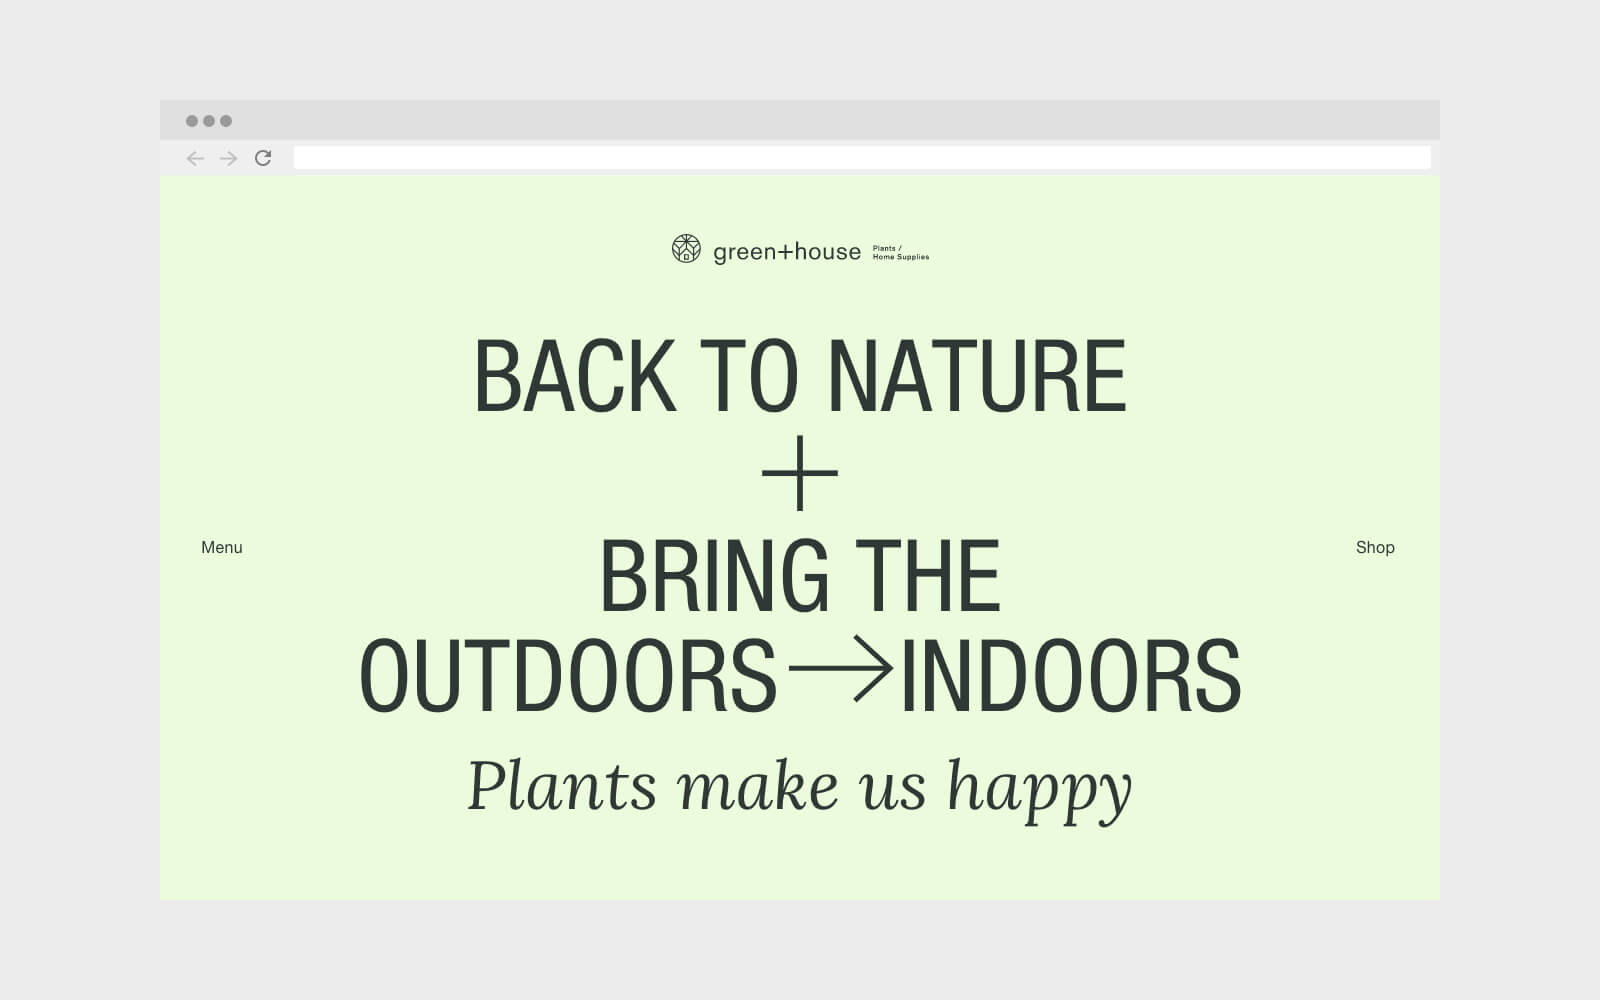 green+house
Plants /
Home Supplies
BACK TO NATURE
+
BRING THE
OUTDOORS→INDOORS
Menu
Shop
Plants make us happy